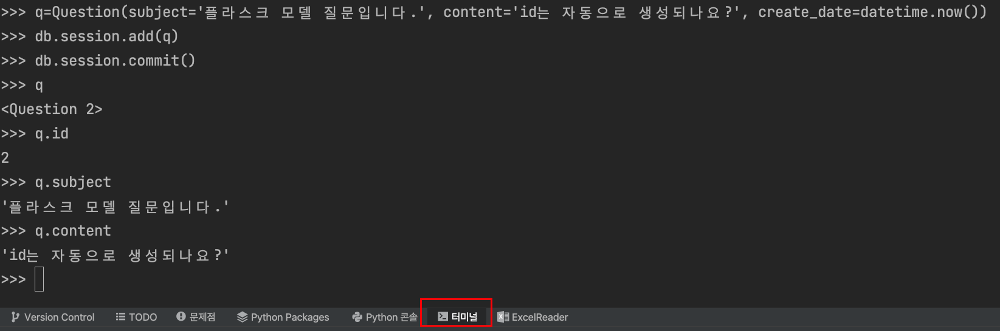 >>> q=Question(subject='플라스크 모델 질문입니다.', content='id는 자동으로 생성되나요?', create_date=datetime.now())
>>> db.session.add(q)
>>> db.session.commit()
>>> q
<Question 2>
>>> q.id
2
>>> q.subject
'플라스크 모델 질문입니다.'
>>> q.content
'id는 자동으로 생성되나요?'
>>>
Version Control TODO 문제점 Python Packages Python 콘솔 터미널 ExcelReader